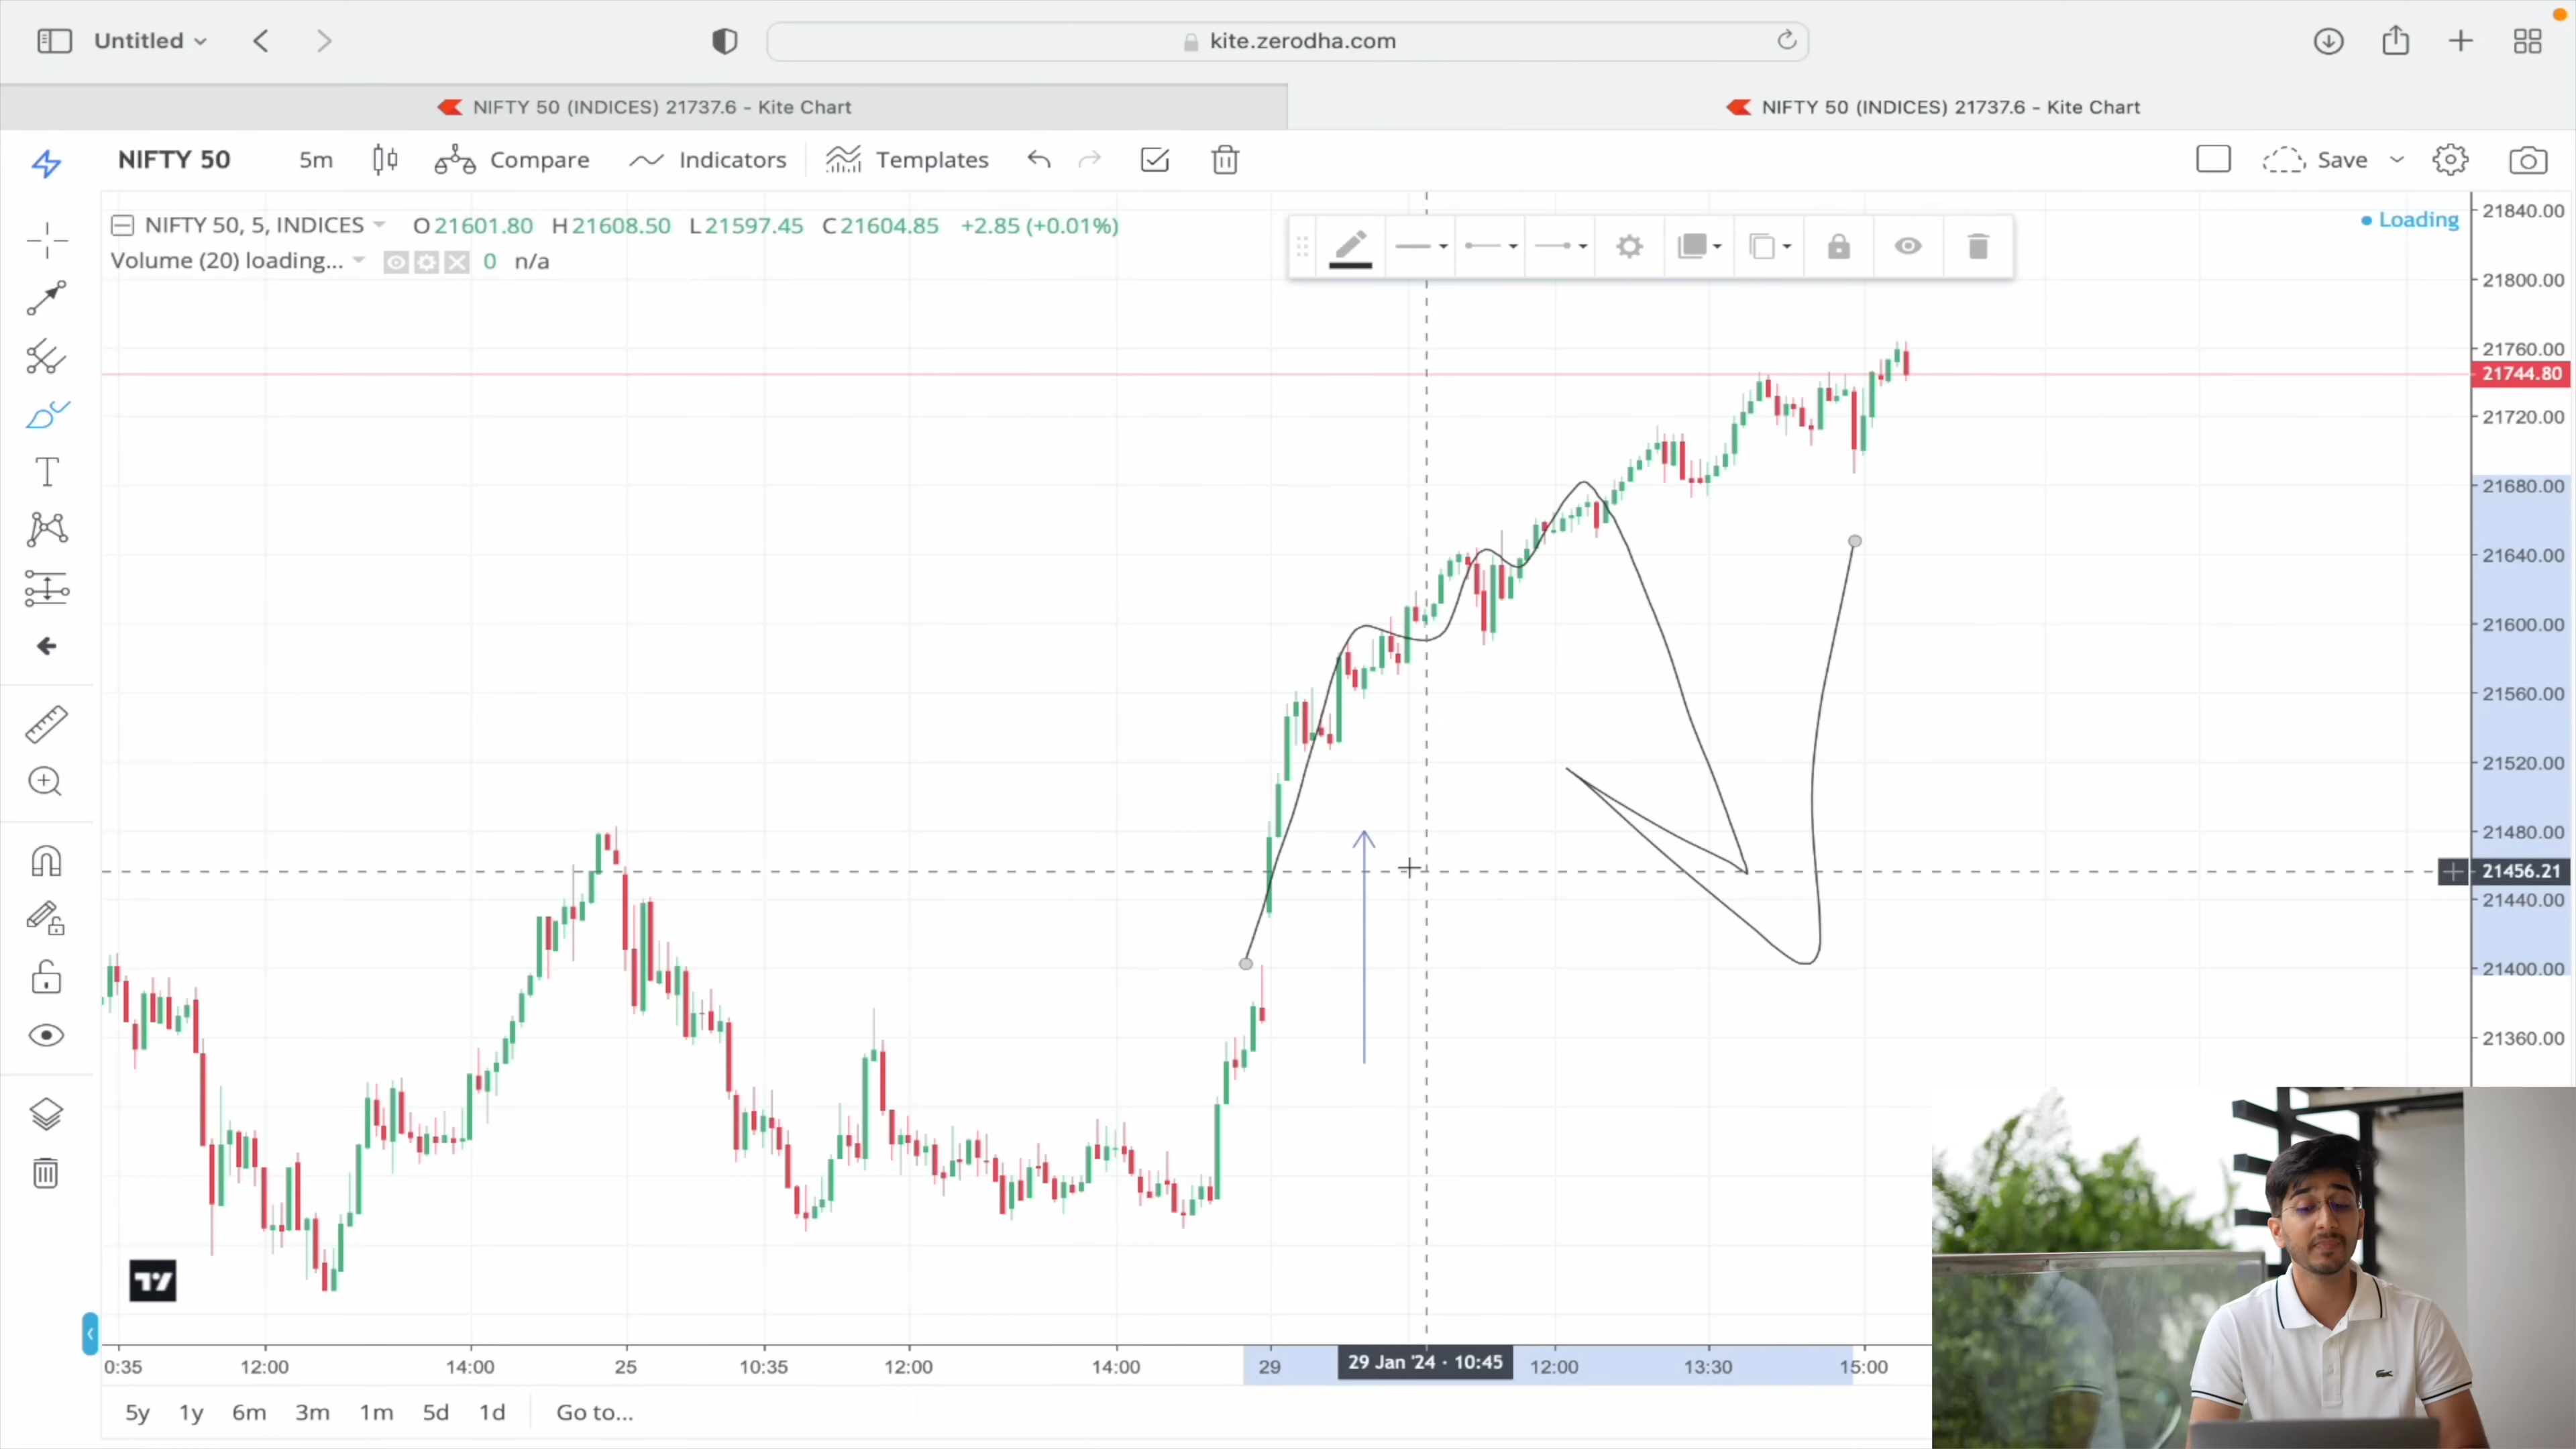 Untitled
kite.zerodha.com
NIFTY 50 (INDICES) 21737.6 - Kite Chart
NIFTY 50 (INDICES) 21737.6 - Kite Chart
NIFTY 50 5m Compare Indicators Templates Save
NIFTY 50, 5, INDICES O21601.80 H21608.50 L21597.45 C21604.85 +2.85 (+0.01%)
Volume (20) loading... 0 n/a
Loading
21840.00
21800.00
21760.00
21744.80
21720.00
21680.00
21640.00
21600.00
21560.00
21520.00
21480.00
21456.21
21440.00
21400.00
21360.00
0:35 12:00 14:00 25 10:35 12:00 14:00 29 29 Jan '24 · 10:45 12:00 13:30 15:00
5y 1y 6m 3m 1m 5d 1d Go to...